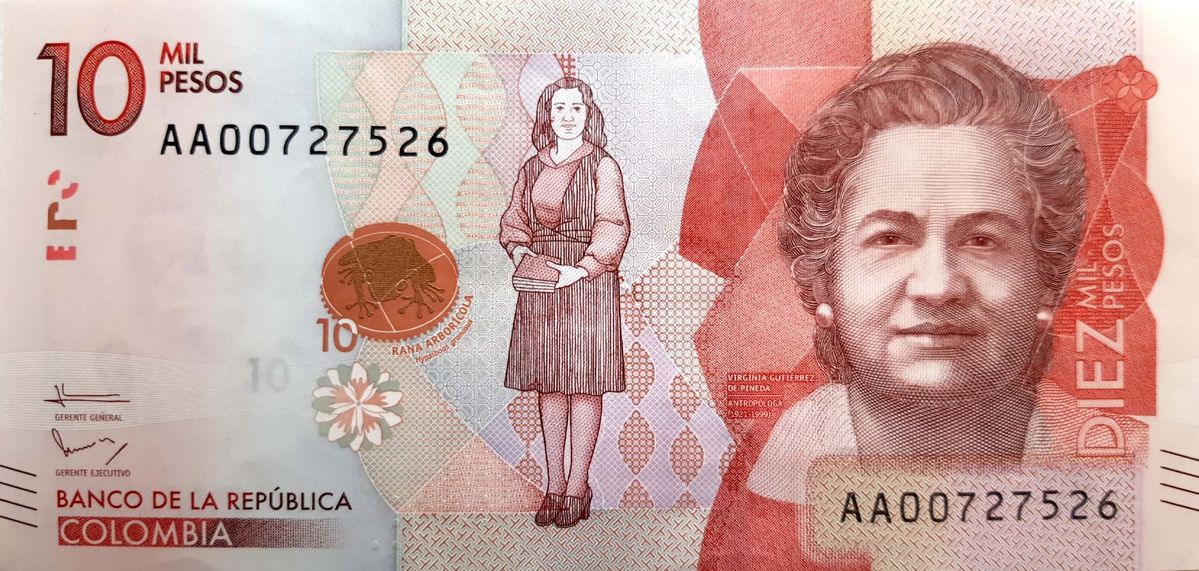 10 MIL
PESOS
AA00727526
10
RANA ARBORÍCOLA
10
GERENTE GENERAL
GERENTE EJECUTIVO
BANCO DE LA REPÚBLICA
COLOMBIA
VIRGINIA GUTIÉRREZ
DE PINEDA
ANTROPÓLOGA
(1921-1999)
DIEZ MIL
PESOS
AA00727526